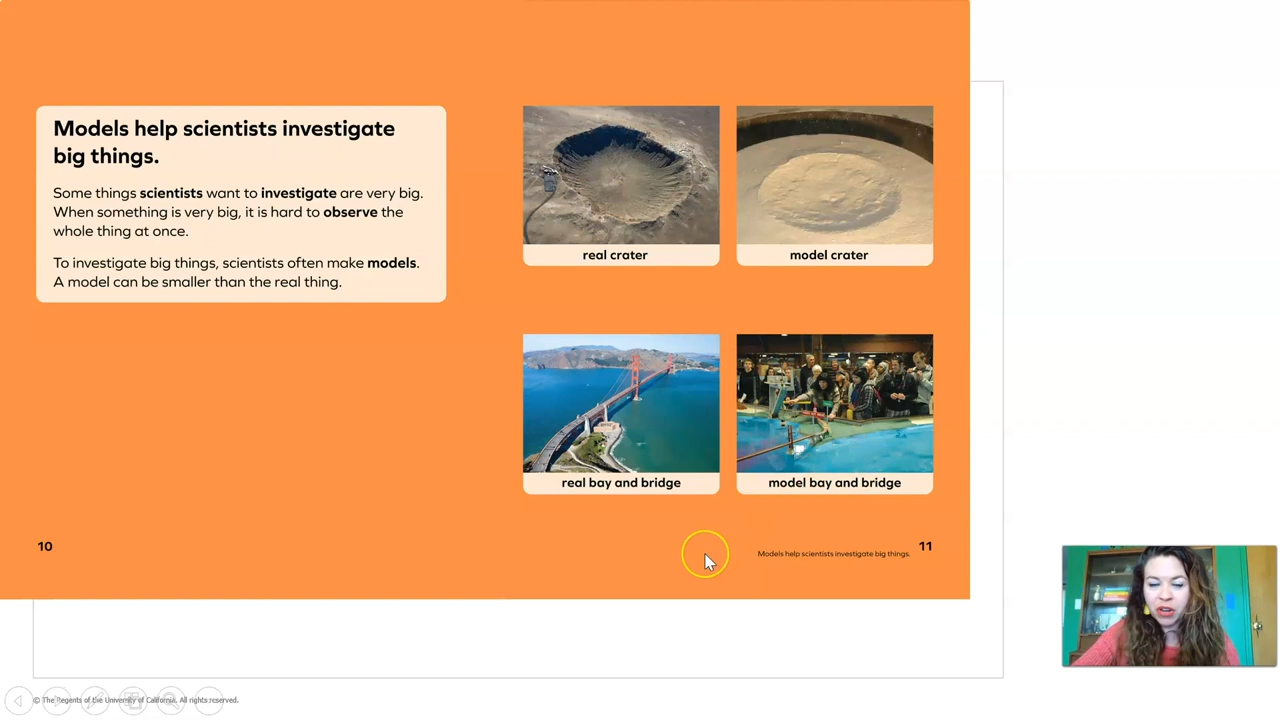 Models help scientists investigate
big things.
Some things scientists want to investigate are very big.
When something is very big, it is hard to observe the
whole thing at once.
To investigate big things, scientists often make models.
A model can be smaller than the real thing.
real crater
model crater
real bay and bridge
model bay and bridge
10
Models help scientists investigate big things.
11
© The Regents of the University of California. All rights reserved.